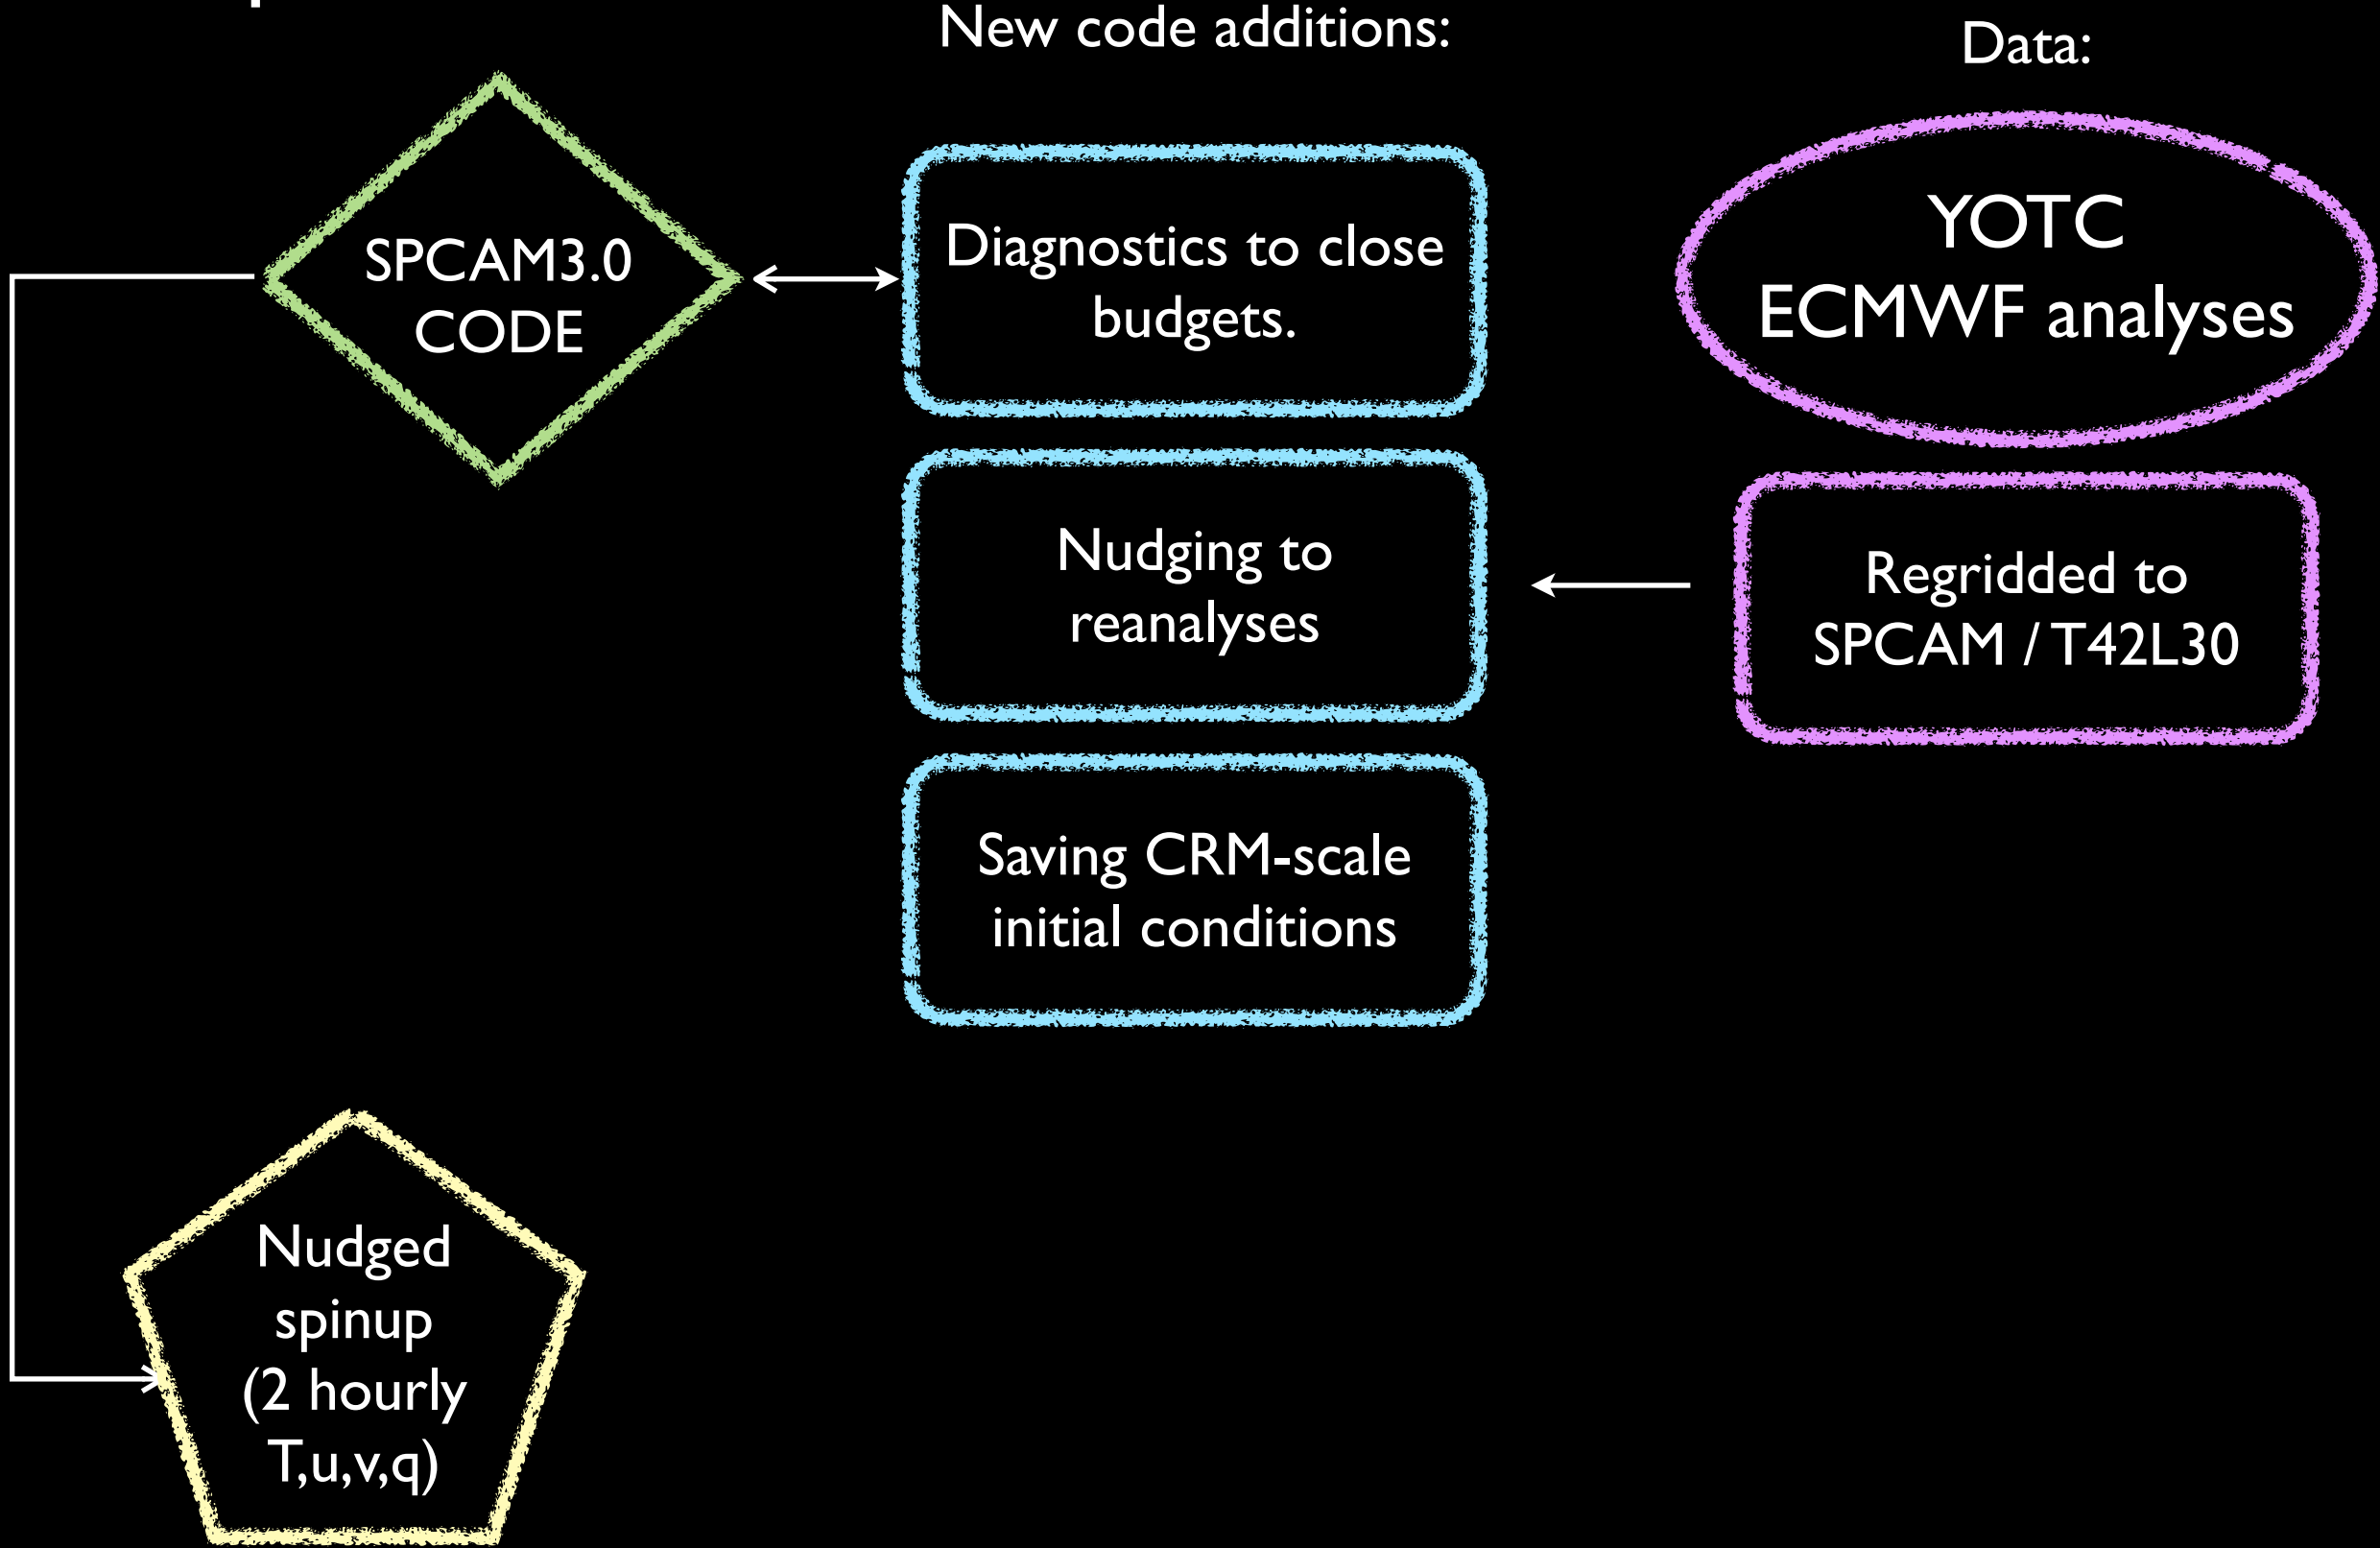 New code additions:
Data:
SPCAM3.0
CODE
Diagnostics to close
budgets.
YOTC
ECMWF analyses
Nudging to
reanalyses
Regridded to
SPCAM / T42L30
Saving CRM-scale
initial conditions
Nudged
spinup
(2 hourly
T,u,v,q)